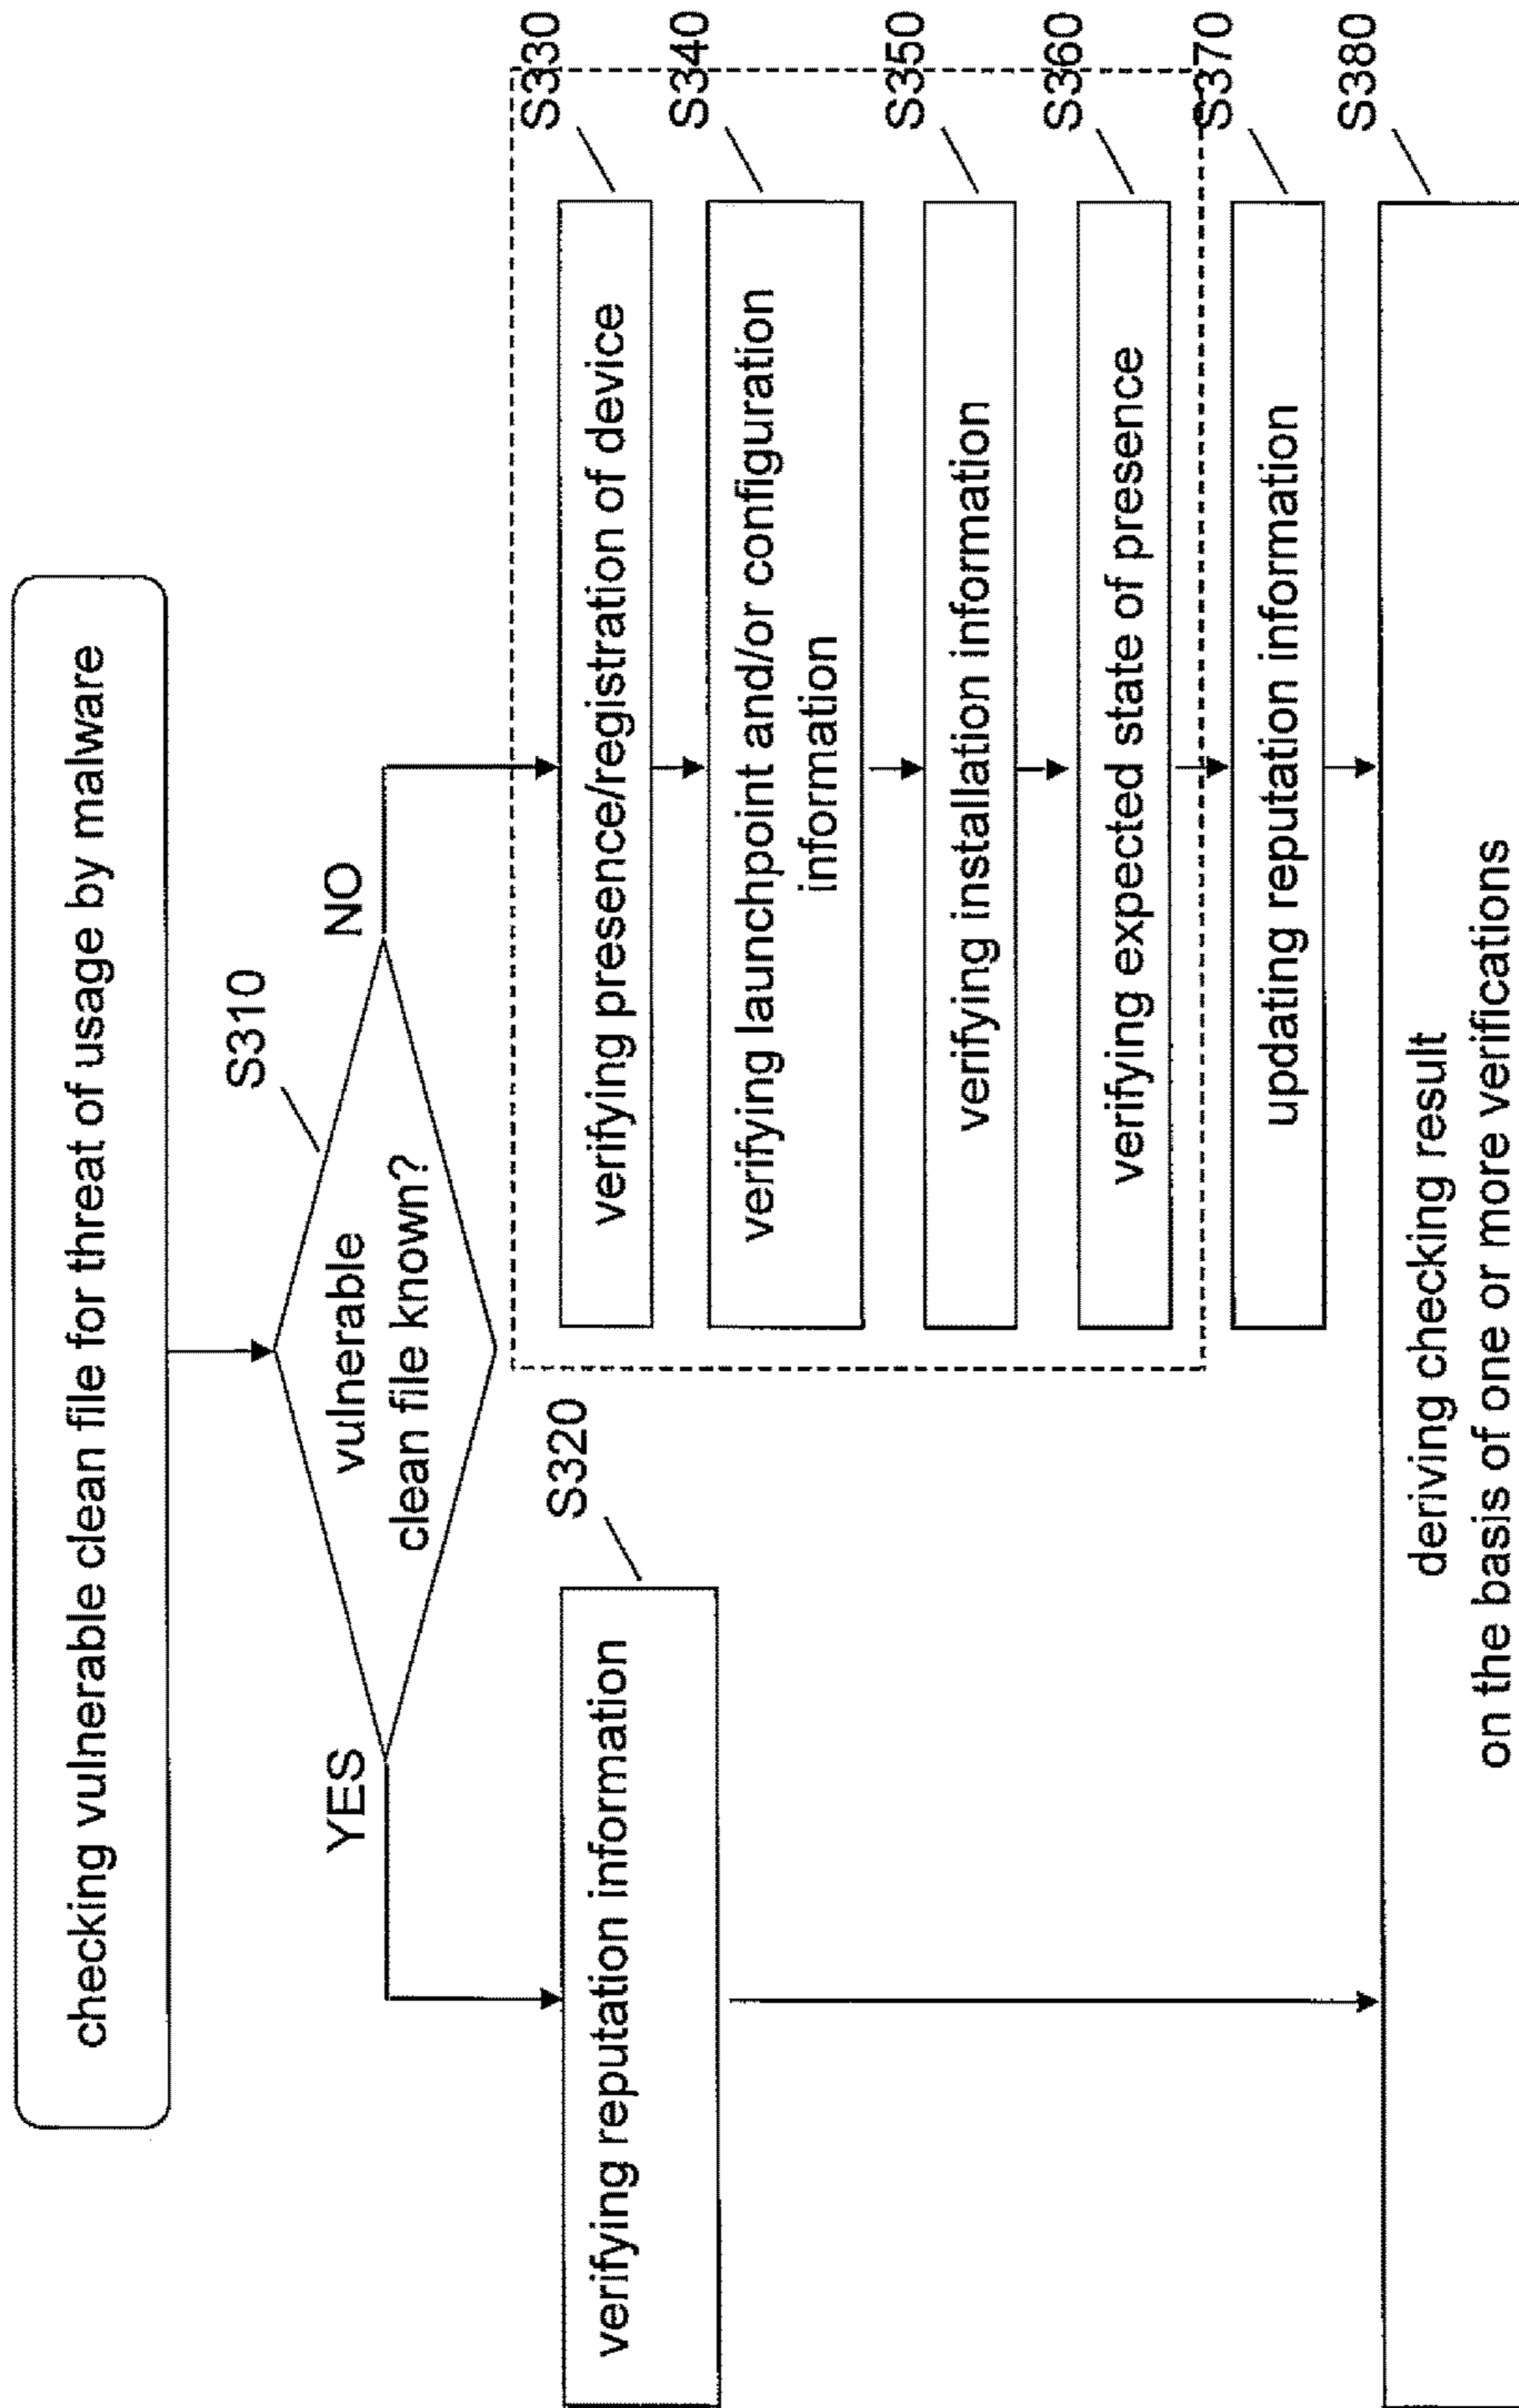 checking vulnerable clean file for threat of usage by malware
S310
vulnerable
clean file known?
YES
NO
S320
verifying reputation information
S330
verifying presence/registration of device
S340
verifying launchpoint and/or configuration
information
S350
verifying installation information
S360
verifying expected state of presence
S370
updating reputation information
S380
deriving checking result
on the basis of one or more verifications